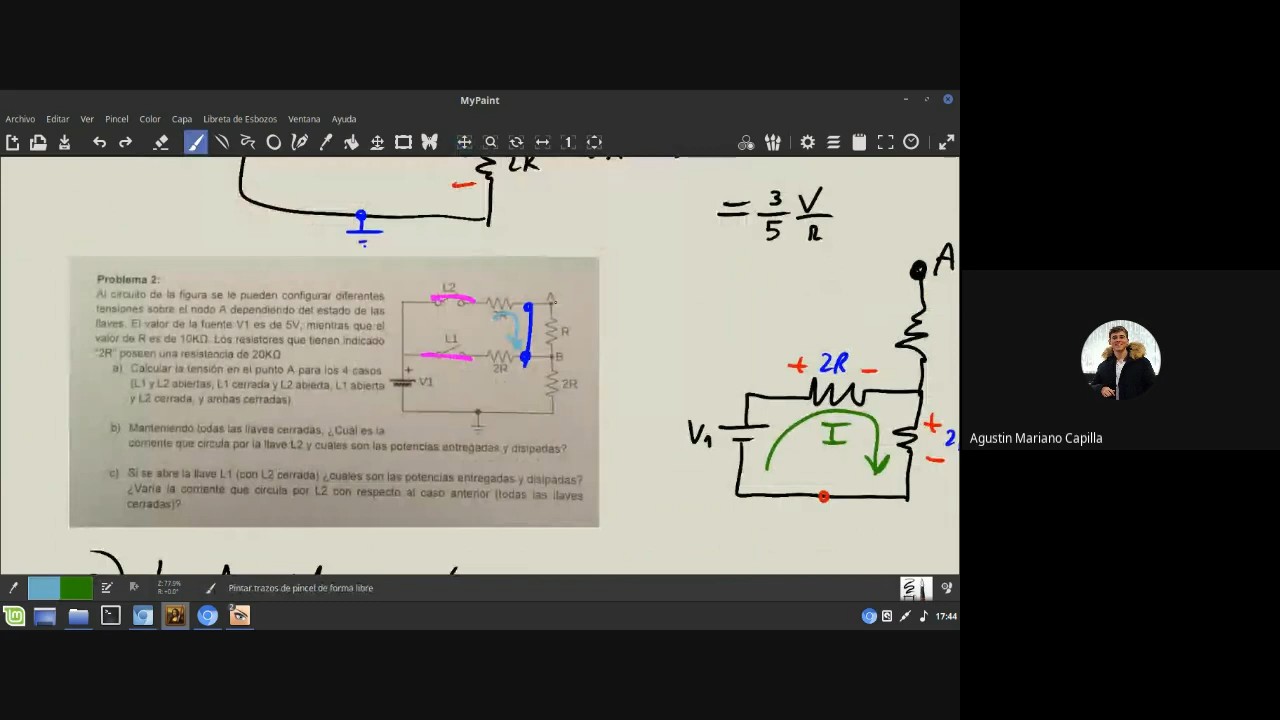 MyPaint
Archivo Editar Ver Pincel Color Capa Libreta de Esbozos Ventana Ayuda
2R
= 3/5 V/R
A
Problema 2:
Al circuito de la figura se le pueden configurar diferentes
tensiones sobre el nodo A dependiendo del estado de las
llaves. El valor de la fuente V1 es de 5V, mientras que el
valor de R es de 10KΩ. Los resistores que tienen indicado
"2R" poseen una resistencia de 20KΩ
a) Calcular la tensión en el punto A para los 4 casos
(L1 y L2 abiertas, L1 cerrada y L2 abierta, L1 abierta
y L2 cerrada, y ambas cerradas)
b) Manteniendo todas las llaves cerradas, ¿Cuál es la
corriente que circula por la llave L2 y cuales son las potencias entregadas y disipadas?
c) Si se abre la llave L1 (con L2 cerrada) ¿cuales son las potencias entregadas y disipadas?
¿Varía la corriente que circula por L2 con respecto al caso anterior (todas las llaves
cerradas)?
L2
A
R
L1
B
2R
2R
+
V1
+ 2R -
V1
I
+
2
-
Agustin Mariano Capilla
Z: 77.9%
R: +0.0°
Pintar trazos de pincel de forma libre
2
17:44